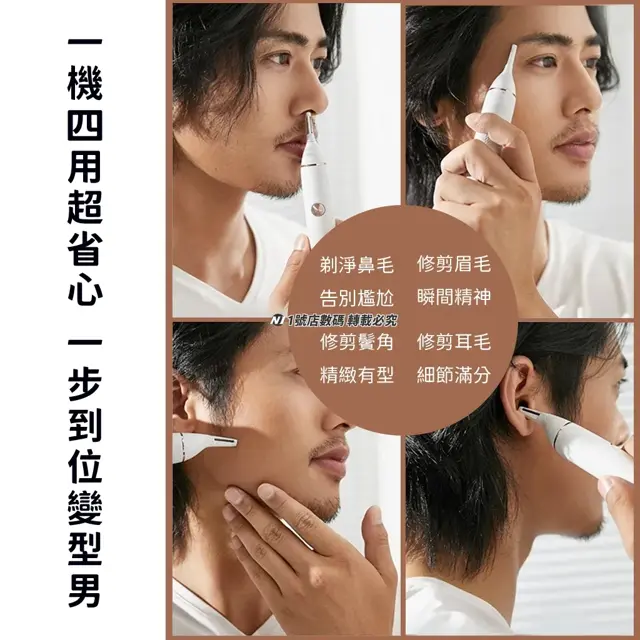 一機四用超省心 一步到位變型男
剃淨鼻毛
告別尷尬
修剪眉毛
瞬間精神
N1 1號店數碼 轉載必究
修剪鬢角
精緻有型
修剪耳毛
細節滿分